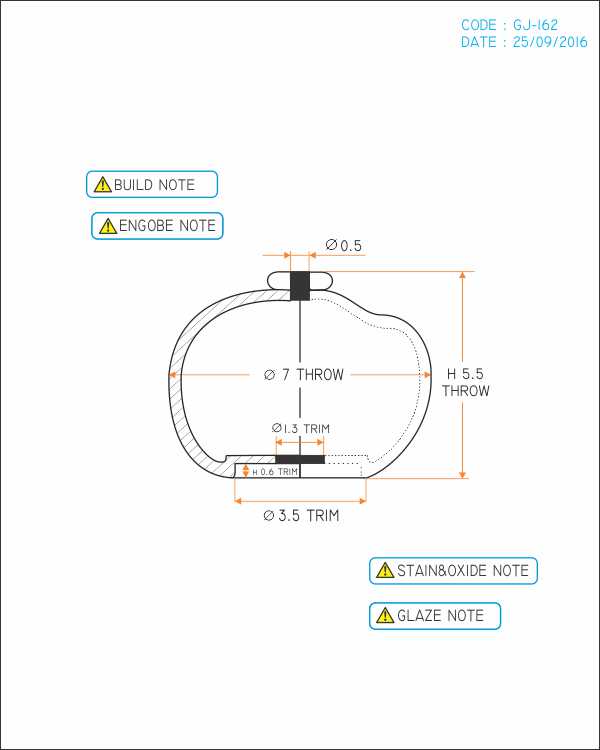 CODE : GJ-162
DATE : 25/09/2016
BUILD NOTE
ENGOBE NOTE
Ø 0.5
Ø 7 THROW
H 5.5
THROW
Ø1.3 TRIM
H 0.6 TRIM
Ø 3.5 TRIM
STAIN&OXIDE NOTE
GLAZE NOTE